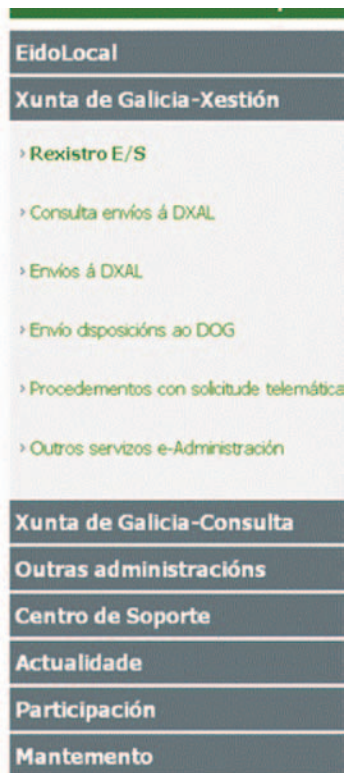 EidoLocal
Xunta de Galicia-Xestión
› Rexistro E/S
› Consulta envíos á DXAL
› Envíos á DXAL
› Envío disposicións ao DOG
› Procedementos con solicitude telemática
› Outros servizos e-Administración
Xunta de Galicia-Consulta
Outras administracións
Centro de Soporte
Actualidade
Participación
Mantemento